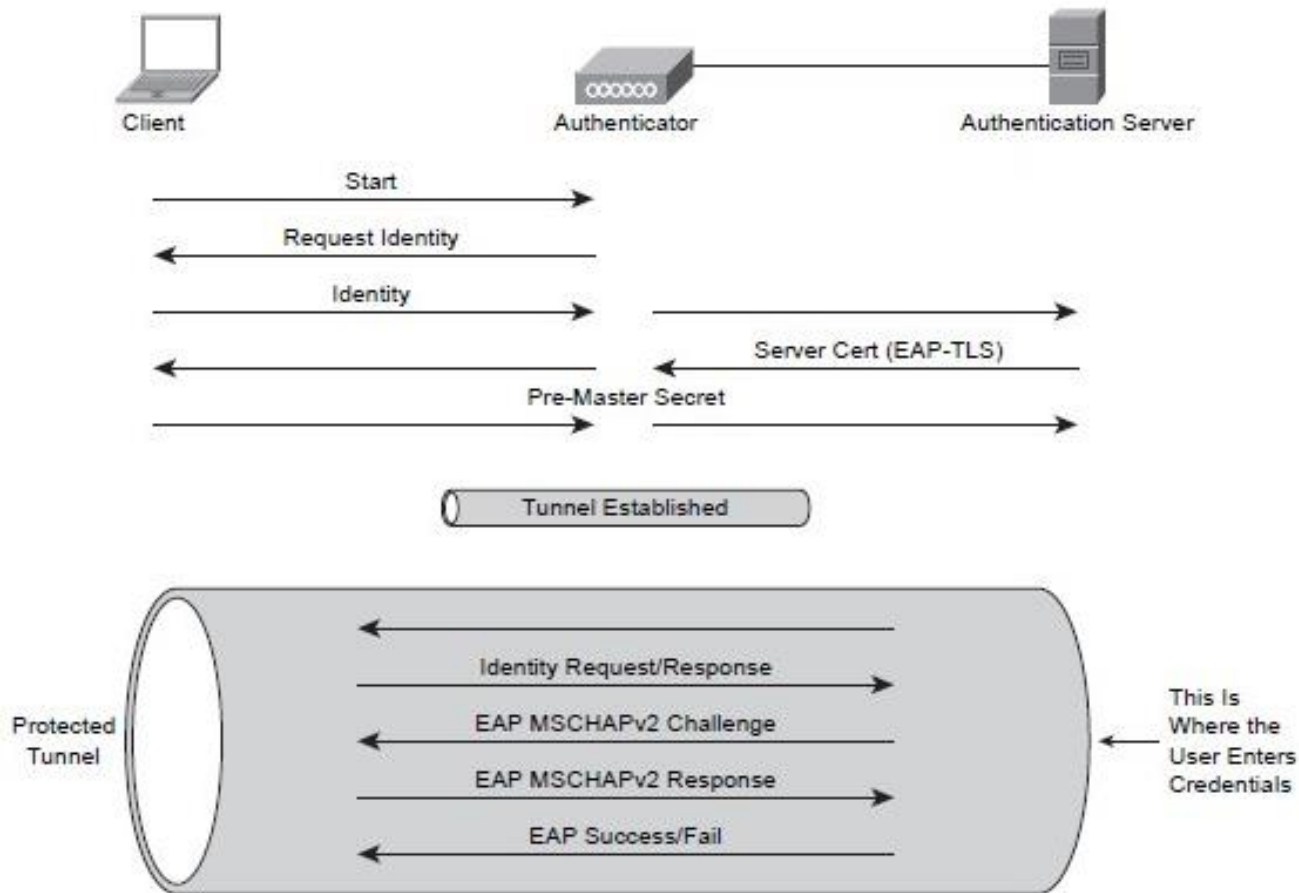 Client
Authenticator
Authentication Server
Start
Request Identity
Identity
Server Cert (EAP-TLS)
Pre-Master Secret
Tunnel Established
Identity Request/Response
EAP MSCHAPv2 Challenge
EAP MSCHAPv2 Response
EAP Success/Fail
Protected
Tunnel
This Is
Where the
User Enters
Credentials